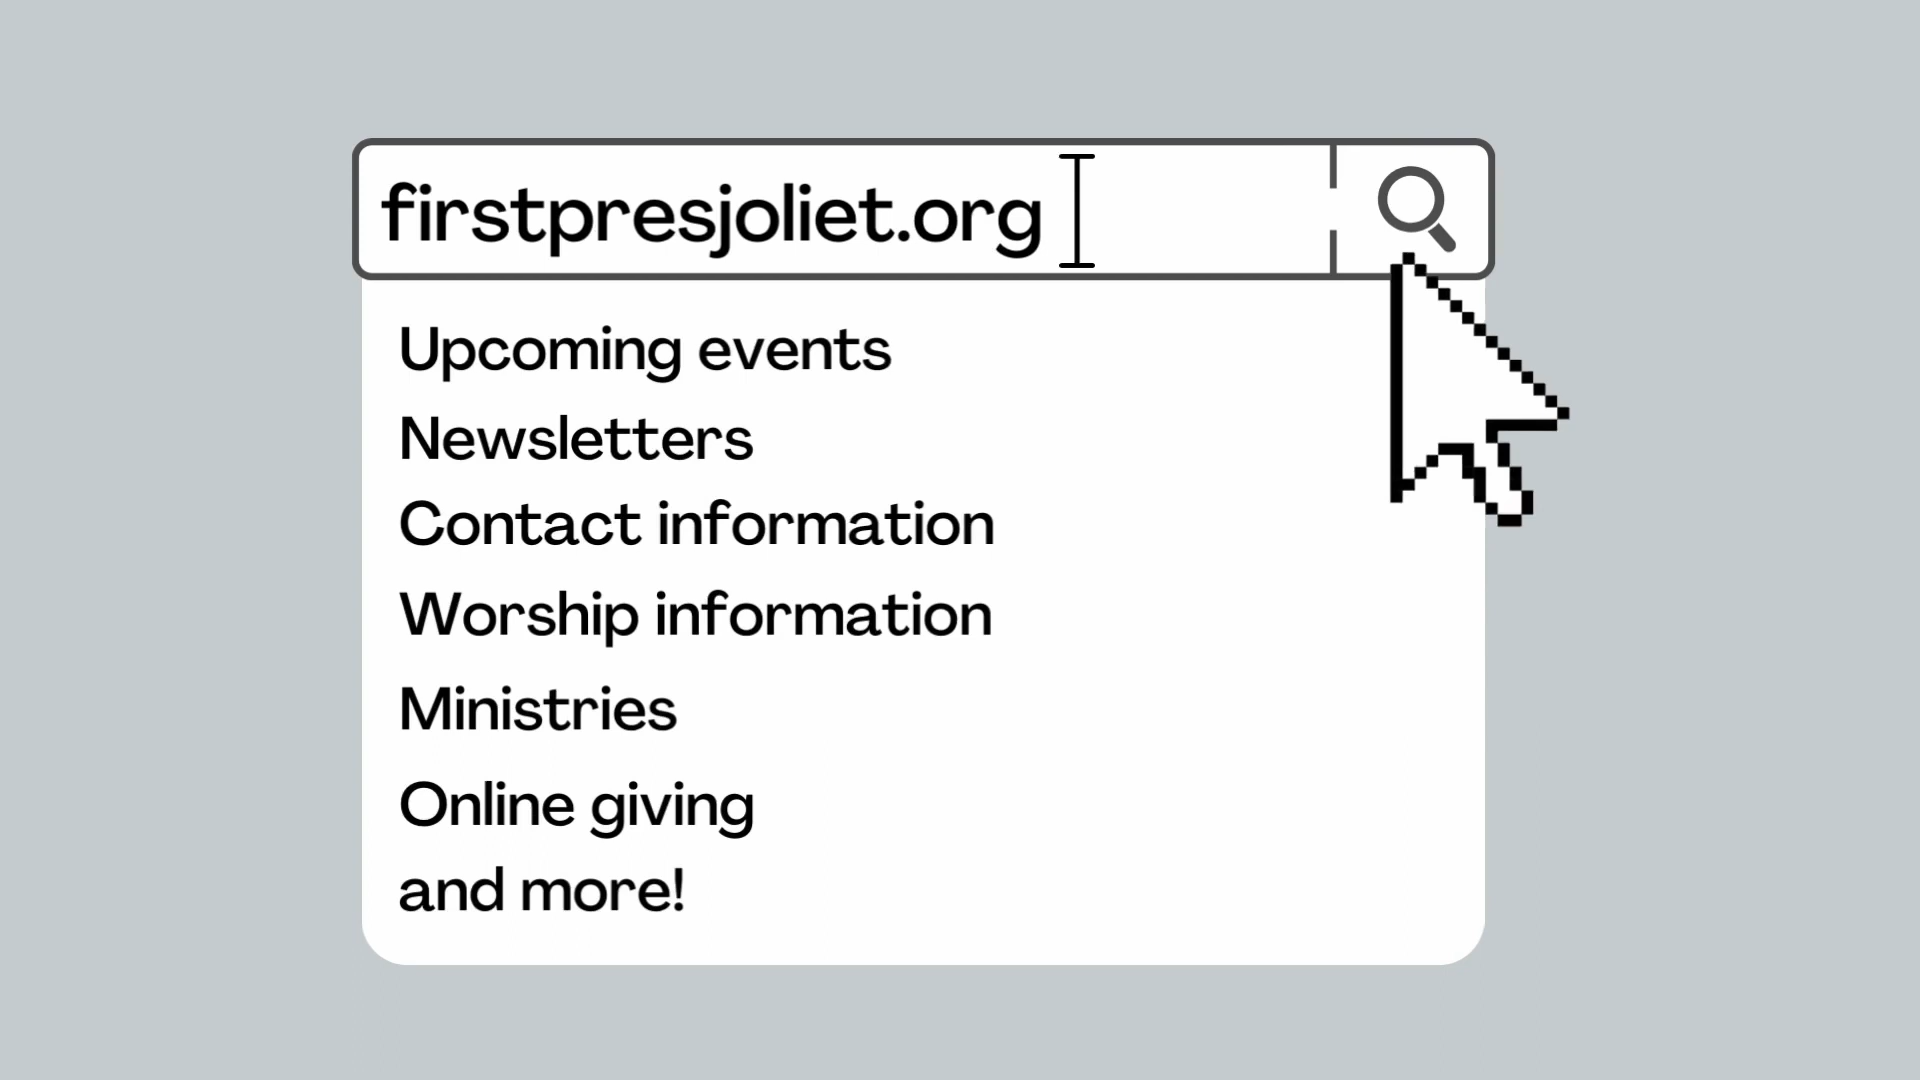 firstpresjoliet.org
Upcoming events
Newsletters
Contact information
Worship information
Ministries
Online giving
and more!